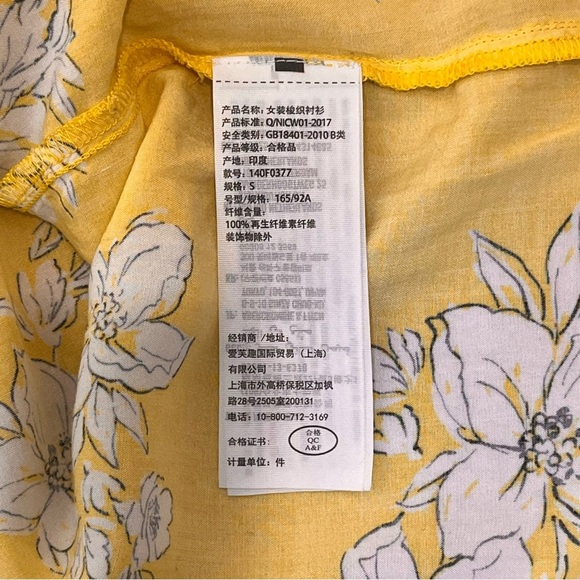 产品名称：女装梭织衬衫
产品标准：Q/NICW01-2017
安全类别：GB18401-2010 B类
产品等级：合格品
产地：印度
款号：140F0377
规格：S
号型/规格：165/92A
纤维含量：
100%再生纤维素纤维
装饰物除外
经销商 /地址：
爱芙趣国际贸易（上海）
有限公司
上海市外高桥保税区加枫
路28号2505室200131
电话：10-800-712-3169
合格证书：
合格
QC
A&F
计量单位：件